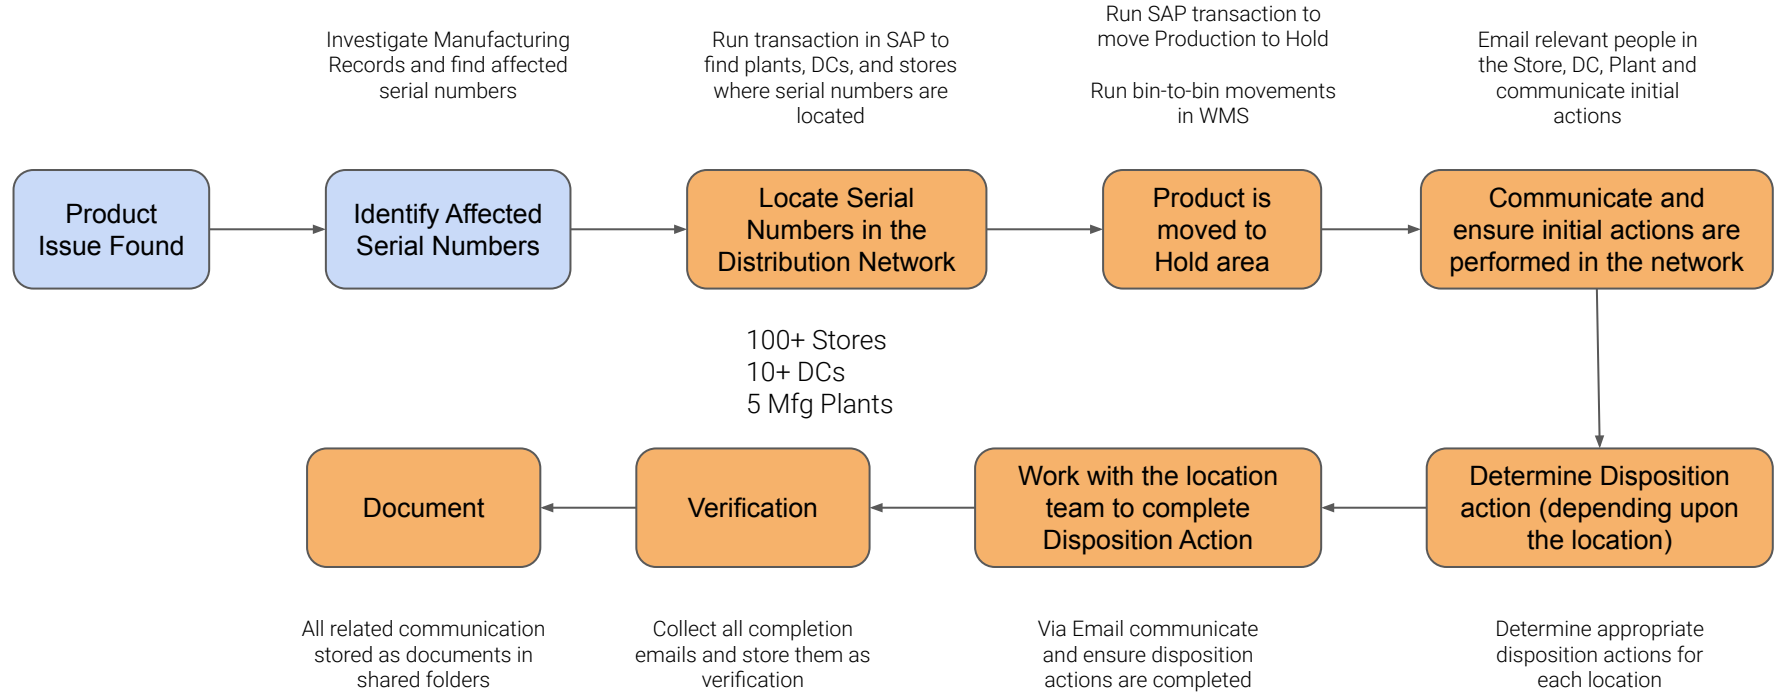 Investigate Manufacturing
Records and find affected
serial numbers
Run transaction in SAP to
find plants, DCs, and stores
where serial numbers are
located
Run SAP transaction to
move Production to Hold
Run bin-to-bin movements
in WMS
Email relevant people in
the Store, DC, Plant and
communicate initial
actions
Product
Issue Found
Identify Affected
Serial Numbers
Locate Serial
Numbers in the
Distribution Network
Product is
moved to
Hold area
Communicate and
ensure initial actions are
performed in the network
100+ Stores
10+ DCs
5 Mfg Plants
Document
Verification
Work with the location
team to complete
Disposition Action
Determine Disposition
action (depending upon
the location)
All related communication
stored as documents in
shared folders
Collect all completion
emails and store them as
verification
Via Email communicate
and ensure disposition
actions are completed
Determine appropriate
disposition actions for
each location